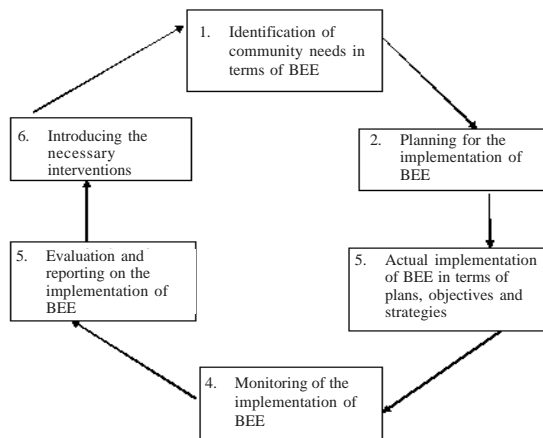 1. Identification of
community needs in
terms of BEE
2. Planning for the
implementation of
BEE
5. Actual implementation
of BEE in terms of
plans, objectives and
strategies
4. Monitoring of the
implementation of
BEE
5. Evaluation and
reporting on the
implementation of
BEE
6. Introducing the
necessary
interventions